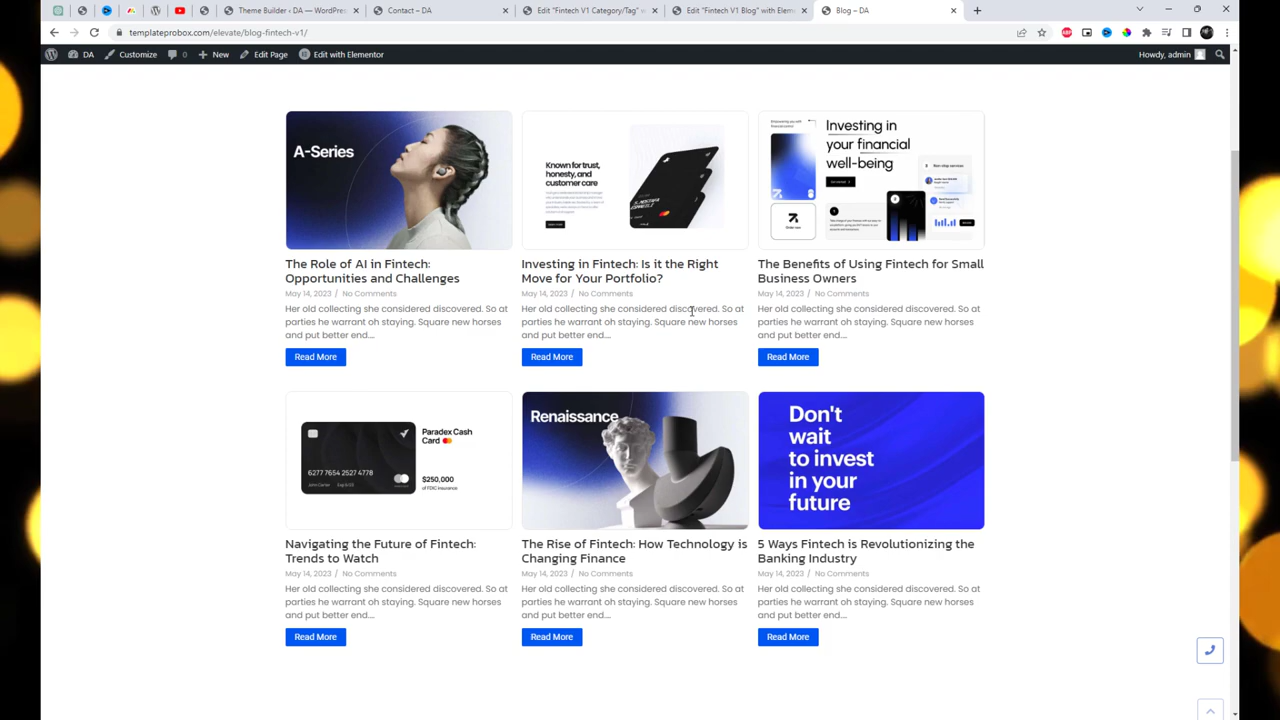 Theme Builder ‹ DA — WordPres
Contact – DA
Edit "Fintech V1 Category/Tag" w
Edit "Fintech V1 Blog" with Elem
Blog – DA
templateprobox.com/elevate/blog-fintech-v1/
DA
Customize
0
New
Edit Page
Edit with Elementor
Howdy, admin
A-Series
Known for trust,
honesty, and
customer care
Investing in
your financial
well-being
The Role of AI in Fintech:
Opportunities and Challenges
May 14, 2023 / No Comments
Her old collecting she considered discovered. So at
parties he warrant oh staying. Square new horses
and put better end....
Read More
Investing in Fintech: Is it the Right
Move for Your Portfolio?
May 14, 2023 / No Comments
Her old collecting she considered discovered. So at
parties he warrant oh staying. Square new horses
and put better end....
Read More
The Benefits of Using Fintech for Small
Business Owners
May 14, 2023 / No Comments
Her old collecting she considered discovered. So at
parties he warrant oh staying. Square new horses
and put better end....
Read More
6277 7654 2527 4778
Paradex Cash
Card
$250,000
of FDIC insurance
Renaissance
Don't
wait
to invest
in your
future
Navigating the Future of Fintech:
Trends to Watch
May 14, 2023 / No Comments
Her old collecting she considered discovered. So at
parties he warrant oh staying. Square new horses
and put better end....
Read More
The Rise of Fintech: How Technology is
Changing Finance
May 14, 2023 / No Comments
Her old collecting she considered discovered. So at
parties he warrant oh staying. Square new horses
and put better end....
Read More
5 Ways Fintech is Revolutionizing the
Banking Industry
May 14, 2023 / No Comments
Her old collecting she considered discovered. So at
parties he warrant oh staying. Square new horses
and put better end....
Read More